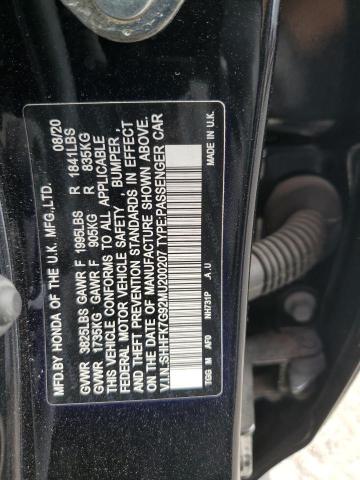 MFD.BY HONDA OF THE U.K. MFG.,LTD. 08/20
GVWR 3825LBS GAWR F 1995LBS R 1841LBS
GVWR 1735KG GAWR F 905KG R 835KG
THIS VEHICLE CONFORMS TO ALL APPLICABLE
FEDERAL MOTOR VEHICLE SAFETY , BUMPER ,
AND THEFT PREVENTION STANDARDS IN EFFECT
ON THE DATE OF MANUFACTURE SHOWN ABOVE.
MANUFACTURED IN U.K.
V.I.N.:SHHFK7G92MU200207 TYPE:PASSENGER CAR
TGG M AF0 NH731P A.U